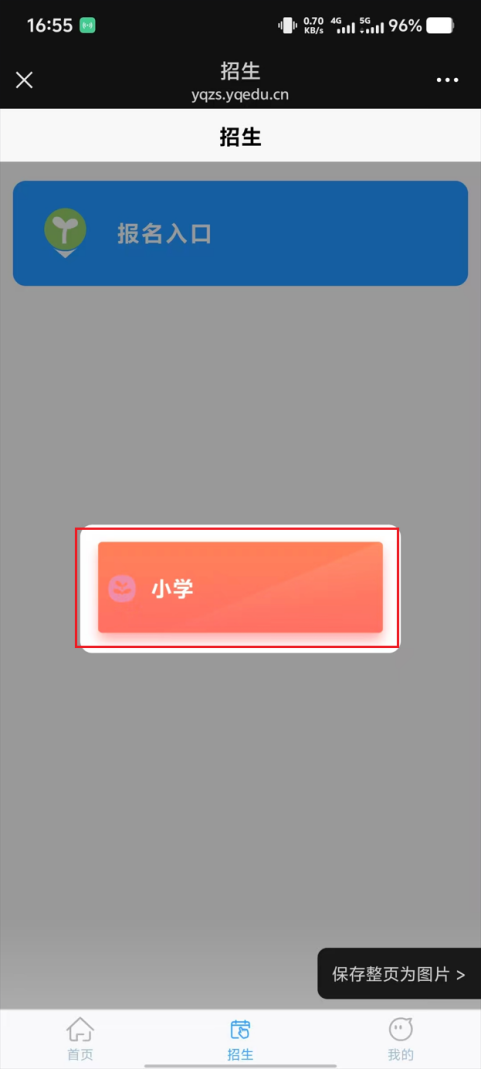 16:55
0.70 KB/s 4G 5G 96%
招生
yqzs.yqedu.cn
招生
报名入口
小学
保存整页为图片 >
首页 招生 我的